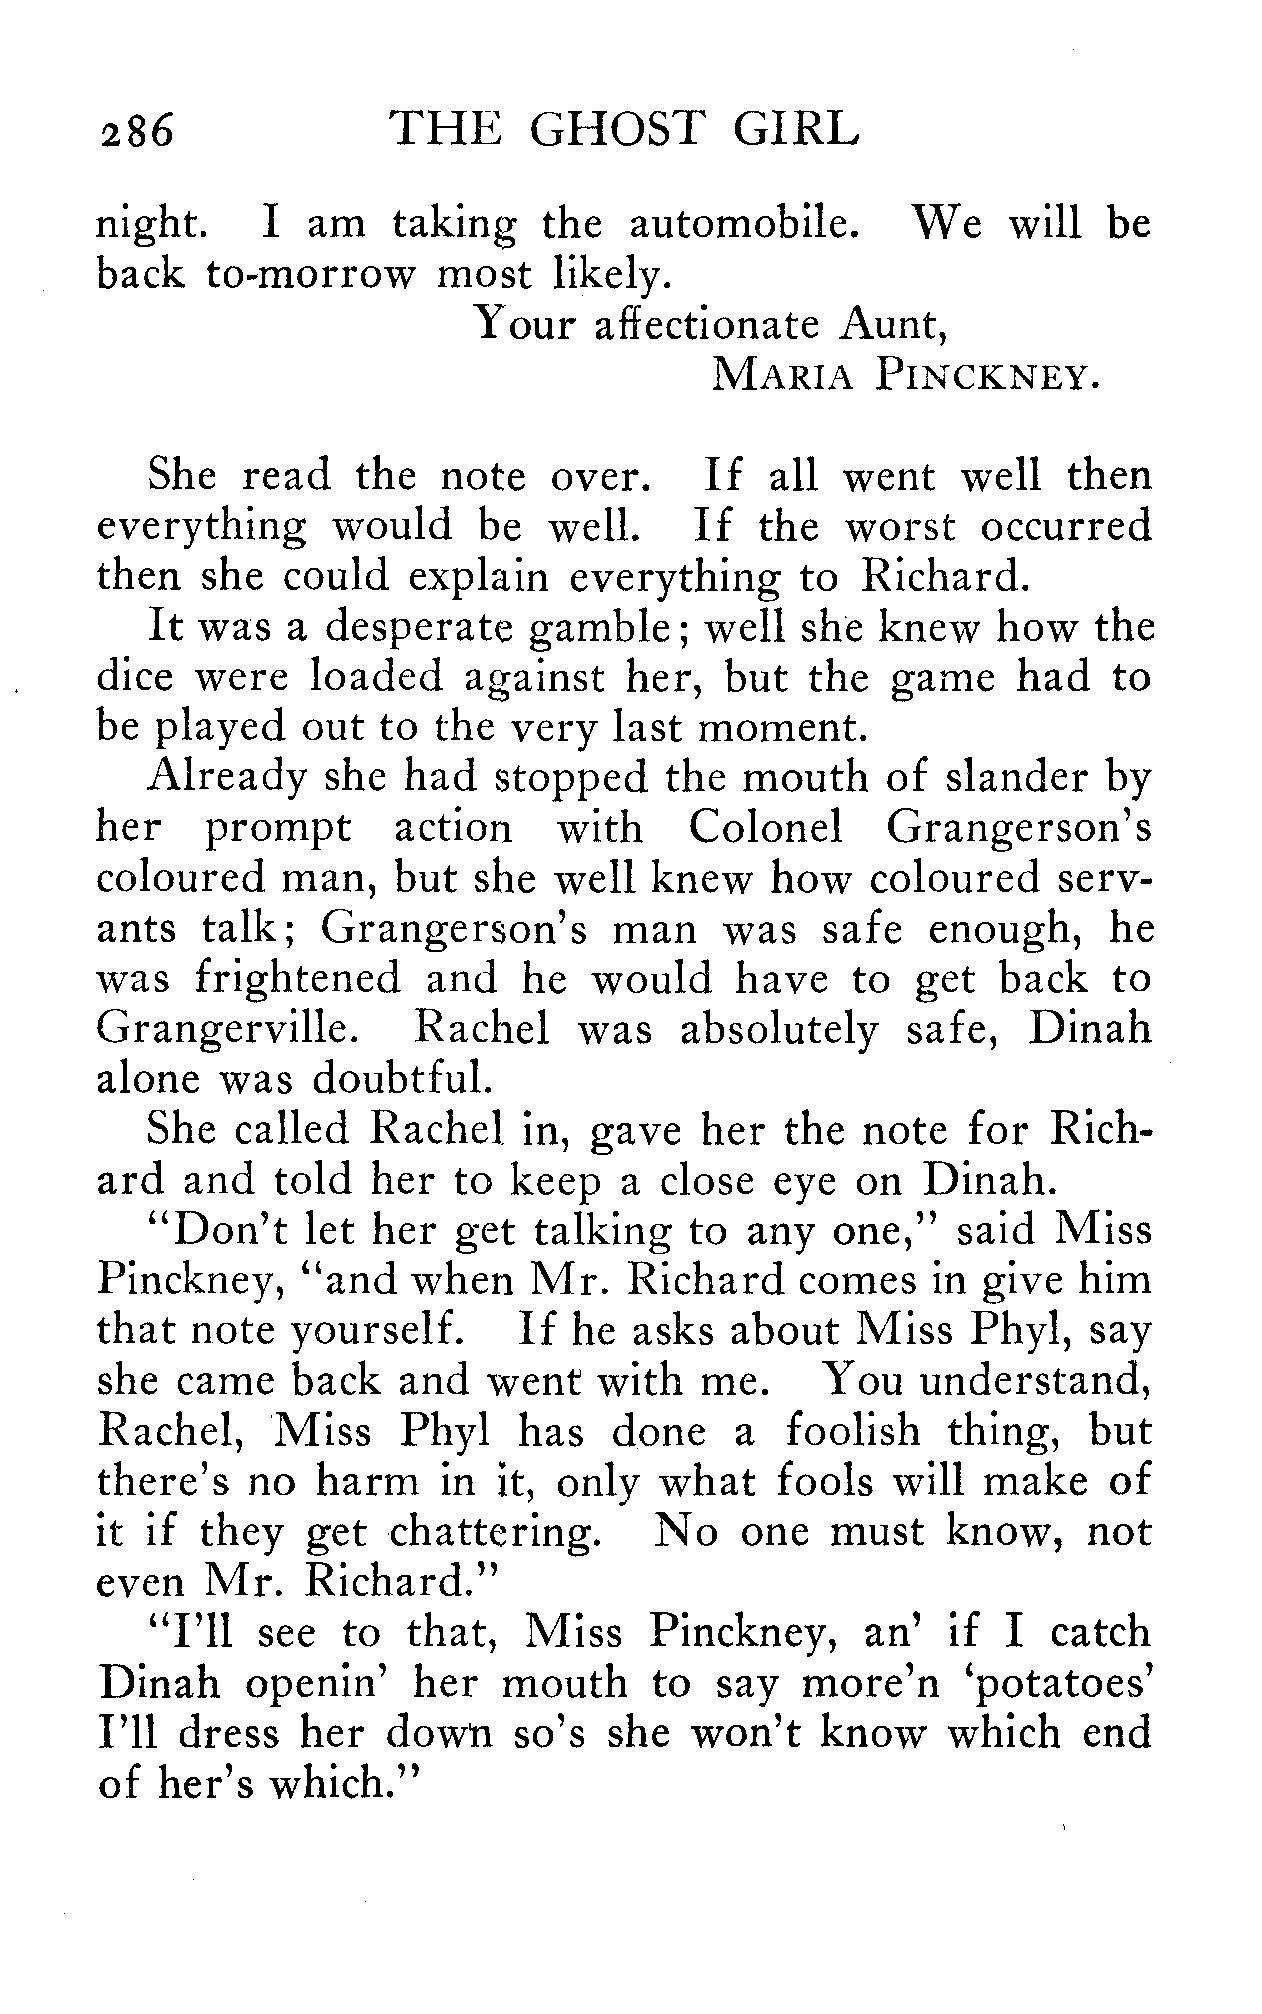 286 THE GHOST GIRL
night. I am taking the automobile. We will be
back to-morrow most likely.
Your affectionate Aunt,
MARIA PINCKNEY.
She read the note over. If all went well then
everything would be well. If the worst occurred
then she could explain everything to Richard.
It was a desperate gamble; well she knew how the
dice were loaded against her, but the game had to
be played out to the very last moment.
Already she had stopped the mouth of slander by
her prompt action with Colonel Grangerson's
coloured man, but she well knew how coloured serv-
ants talk; Grangerson's man was safe enough, he
was frightened and he would have to get back to
Grangerville. Rachel was absolutely safe, Dinah
alone was doubtful.
She called Rachel in, gave her the note for Rich-
ard and told her to keep a close eye on Dinah.
"Don't let her get talking to any one," said Miss
Pinckney, "and when Mr. Richard comes in give him
that note yourself. If he asks about Miss Phyl, say
she came back and went with me. You understand,
Rachel, Miss Phyl has done a foolish thing, but
there's no harm in it, only what fools will make of
it if they get chattering. No one must know, not
even Mr. Richard."
"I'll see to that, Miss Pinckney, an' if I catch
Dinah openin' her mouth to say more'n 'potatoes'
I'll dress her down so's she won't know which end
of her's which."